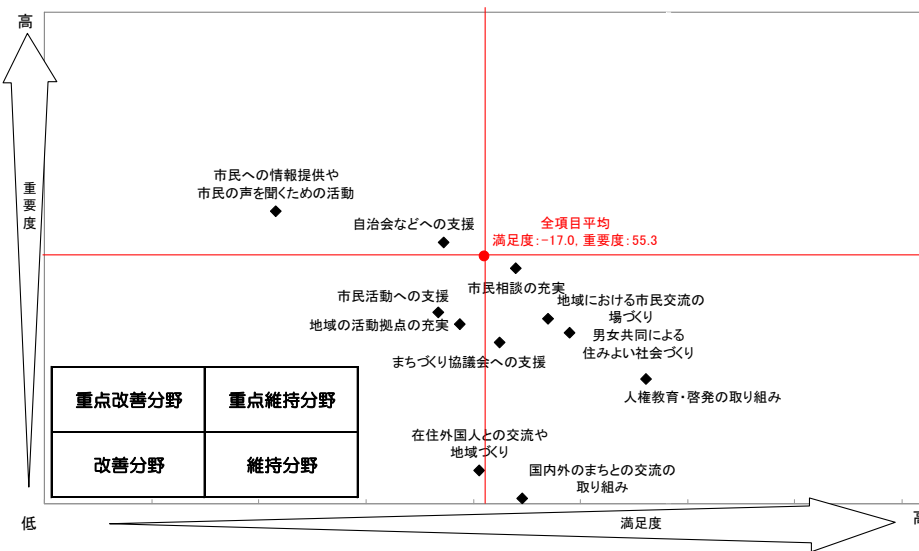 高
重要度
市民への情報提供や
市民の声を聞くための活動
自治会などへの支援
全項目平均
満足度:-17.0, 重要度:55.3
市民相談の充実
市民活動への支援
地域における市民交流の
場づくり
地域の活動拠点の充実
男女共同による
住みよい社会づくり
まちづくり協議会への支援
人権教育・啓発の取り組み
重点改善分野
重点維持分野
改善分野
維持分野
在住外国人との交流や
地域づくり
国内外のまちとの交流の
取り組み
低
満足度
高